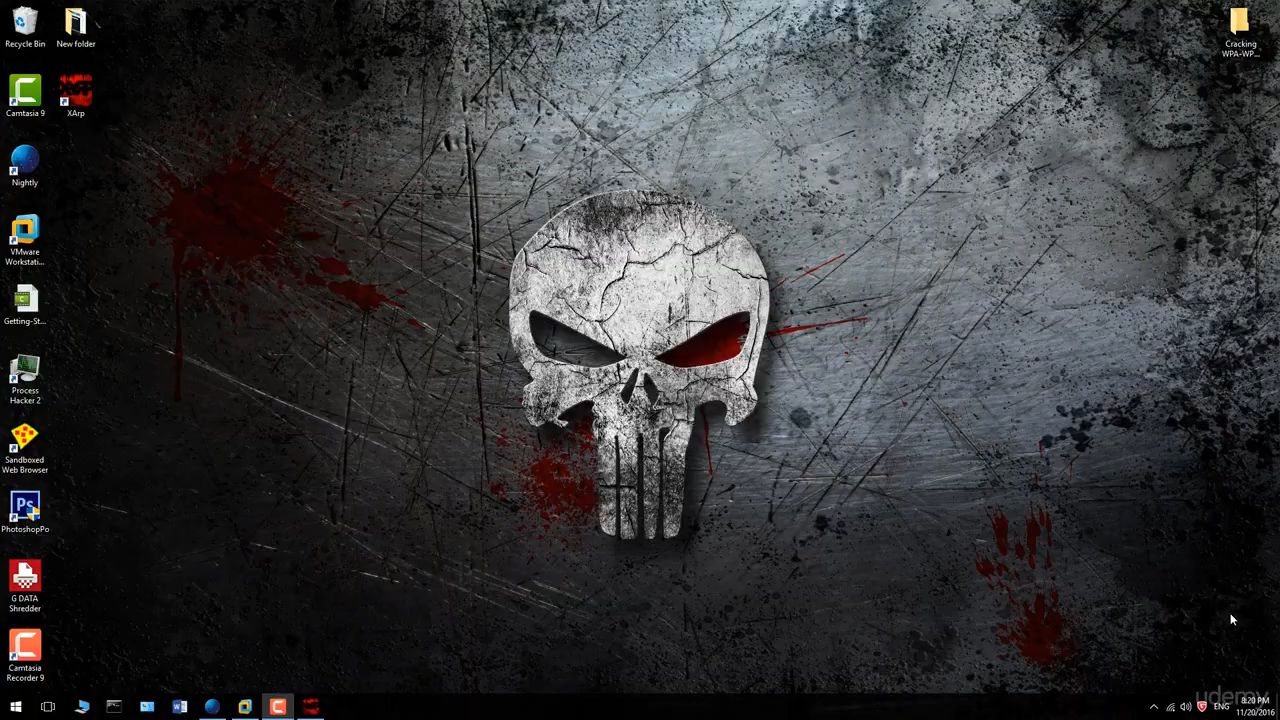 Recycle Bin
New folder
Camtasia 9
XArp
Nightly
VMware
Workstati...
Getting-St...
Process
Hacker 2
Sandboxed
Web Browser
Ps
PhotoshopPo
G DATA
Shredder
Camtasia
Recorder 9
Cracking
WPA-WP...
udemy
ENG
8:20 PM
11/20/2016